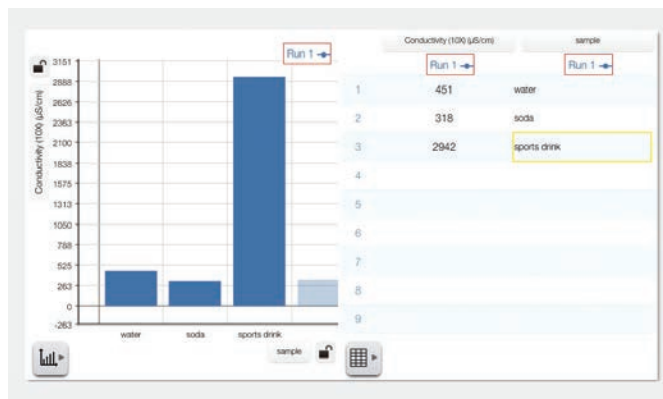 Run 1
Conductivity (10X) (µS/cm)
3151
2888
2626
2363
2100
1838
1575
1313
1050
788
525
263
0
-263
water
soda
sports drink
sample
Conductivity (10X) (µS/cm)
sample
Run 1
Run 1
1 451 water
2 318 soda
3 2942 sports drink
4
5
6
7
8
9